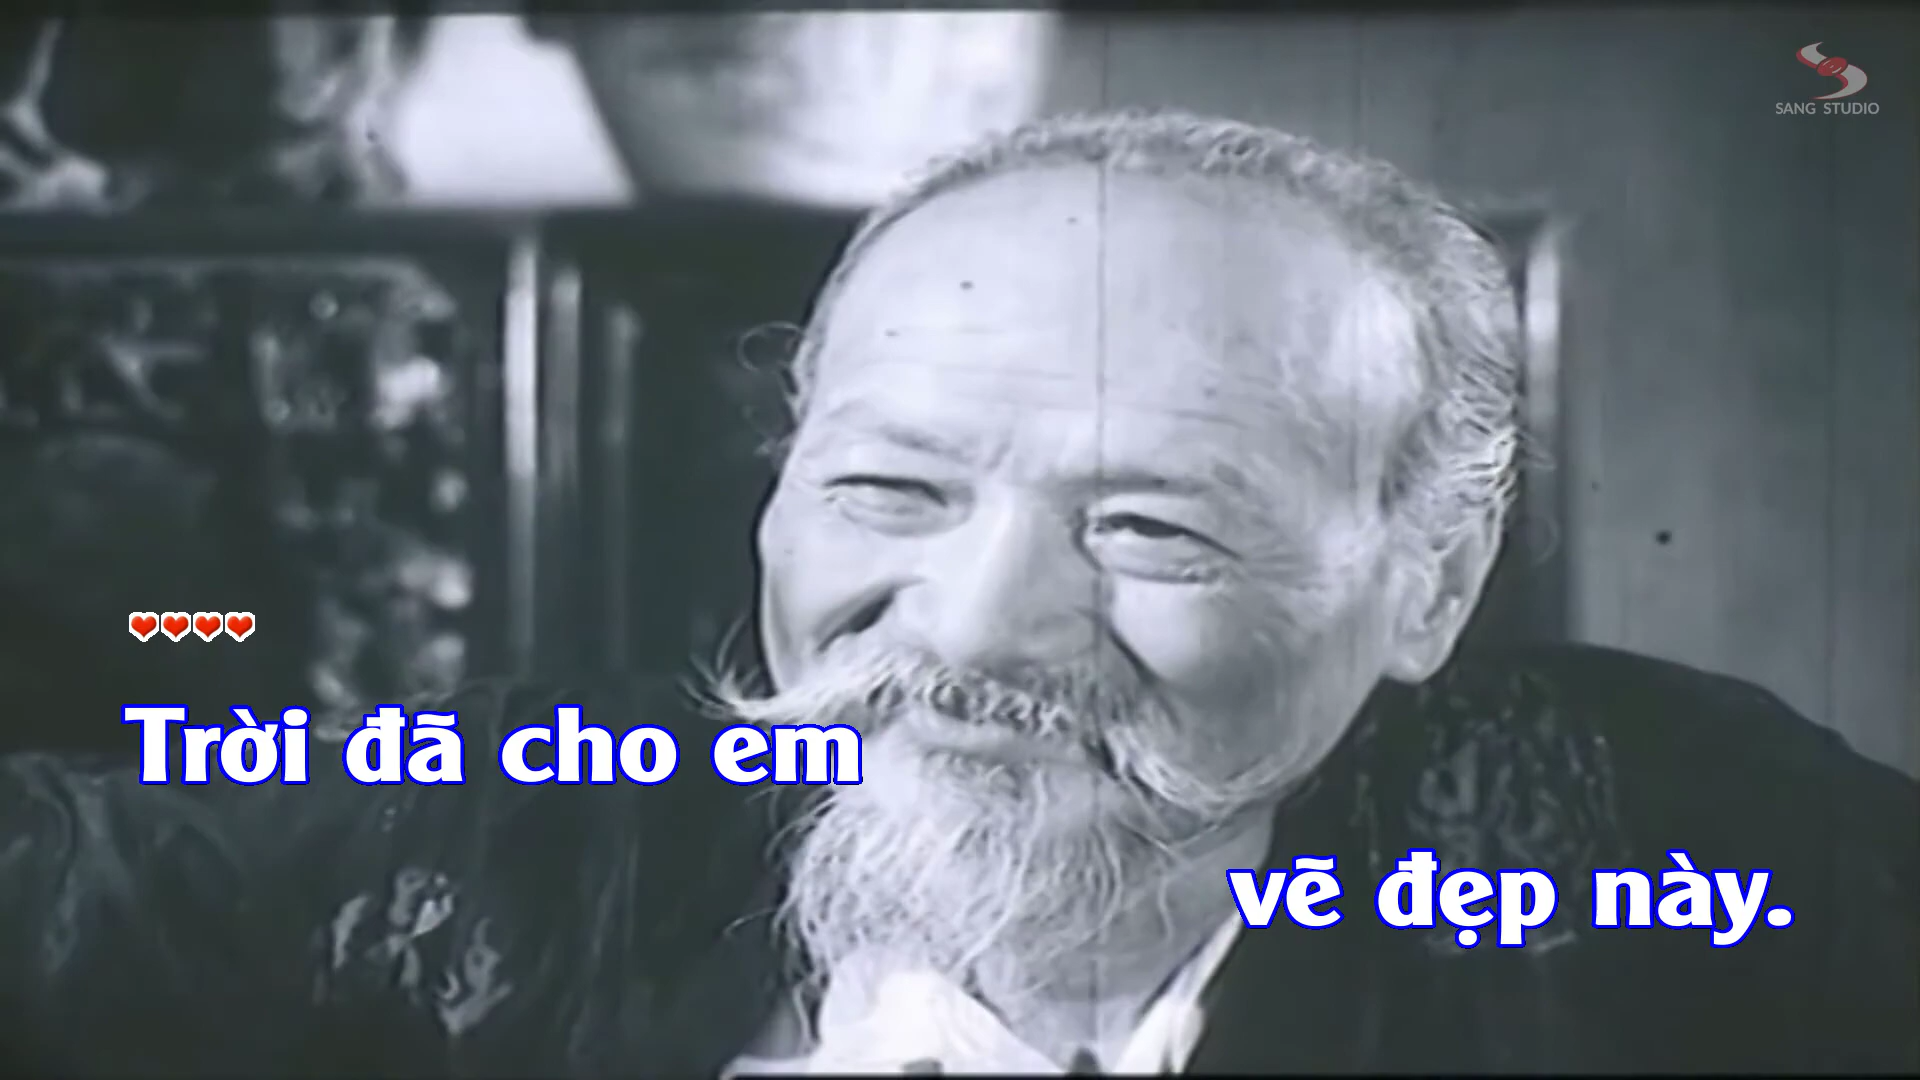 SANG STUDIO
Trời đã cho em
vẽ đẹp này.